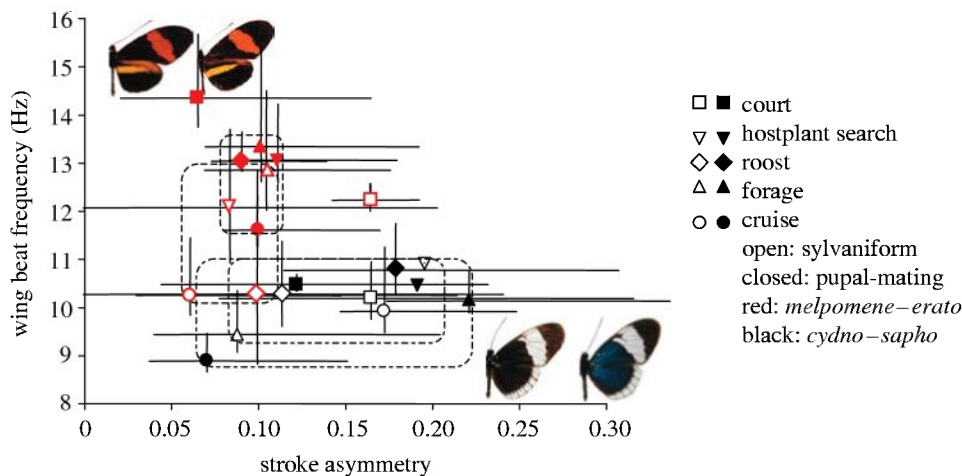 16
15
14
13
12
11
10
9
8
wing beat frequency (Hz)
0
0.05
0.10
0.15
0.20
0.25
0.30
stroke asymmetry
court
hostplant search
roost
forage
cruise
open: sylvaniform
closed: pupal-mating
red: melpomene–erato
black: cydno–sapho